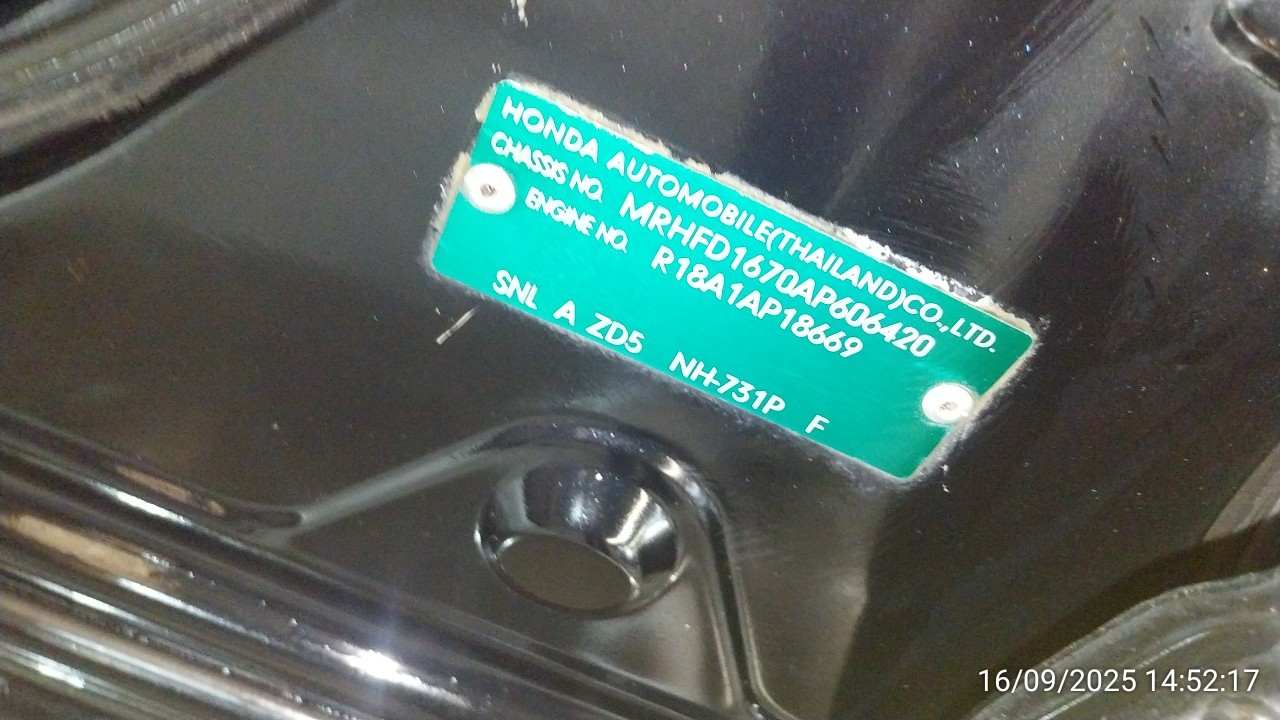 HONDA AUTOMOBILE(THAILAND)CO.,LTD.
CHASSIS NO. MRHFD1670AP606420
ENGINE NO. R18A1AP18669
SNL A ZD5 NH-731P F
16/09/2025 14:52:17